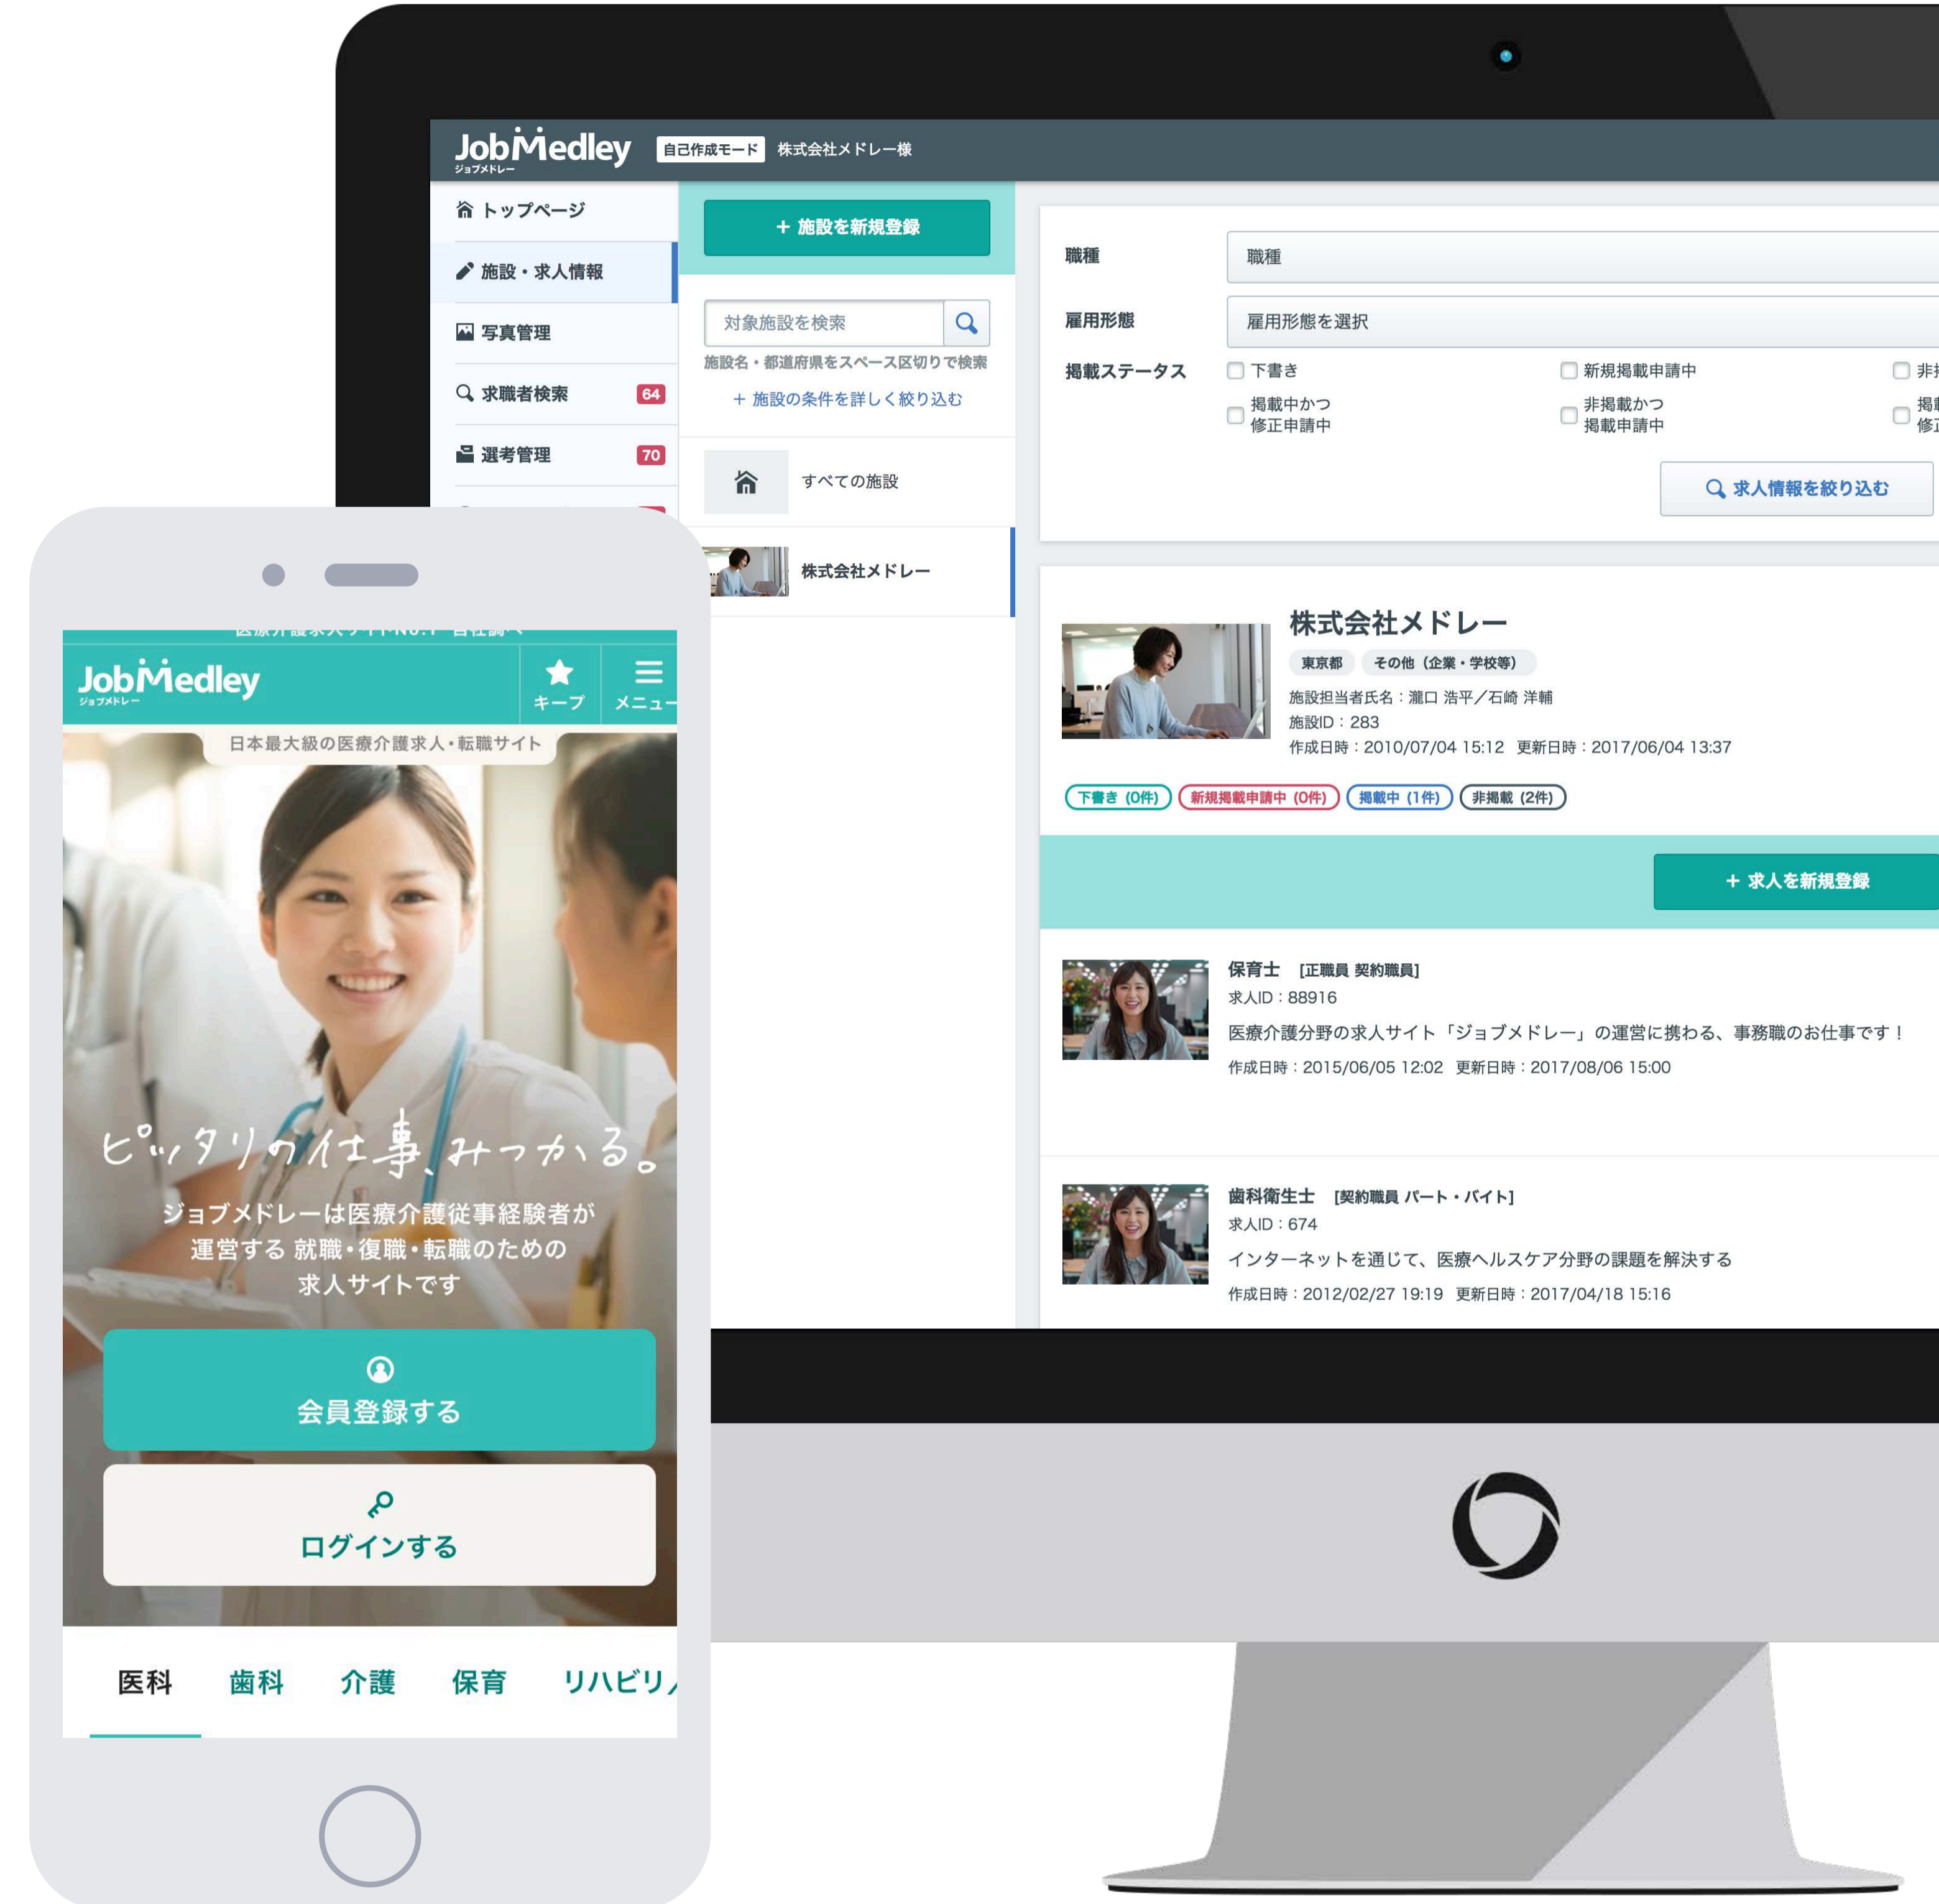 JobMedley
ジョブメドレー
自己作成モード 株式会社メドレー様
トップページ
施設・求人情報
写真管理
求職者検索 64
選考管理 70
+ 施設を新規登録
対象施設を検索
施設名・都道府県をスペース区切りで検索
+ 施設の条件を詳しく絞り込む
すべての施設
株式会社メドレー
職種 職種
雇用形態 雇用形態を選択
掲載ステータス 下書き 新規掲載申請中
掲載中かつ
修正申請中
非掲載かつ
掲載申請中
求人情報を絞り込む
株式会社メドレー
東京都 その他（企業・学校等）
施設担当者氏名：瀧口 浩平／石崎 洋輔
施設ID：283
作成日時：2010/07/04 15:12 更新日時：2017/06/04 13:37
下書き (0件) 新規掲載申請中 (0件) 掲載中 (1件) 非掲載 (2件)
+ 求人を新規登録
保育士 [正職員 契約職員]
求人ID：88916
医療介護分野の求人サイト「ジョブメドレー」の運営に携わる、事務職のお仕事です！
作成日時：2015/06/05 12:02 更新日時：2017/08/06 15:00
歯科衛生士 [契約職員 パート・バイト]
求人ID：674
インターネットを通じて、医療ヘルスケア分野の課題を解決する
作成日時：2012/02/27 19:19 更新日時：2017/04/18 15:16
JobMedley
ジョブメドレー
キープ
メニュー
日本最大級の医療介護求人・転職サイト
ピッタリの仕事、みつかる。
ジョブメドレーは医療介護従事経験者が
運営する 就職・復職・転職のための
求人サイトです
会員登録する
ログインする
医科 歯科 介護 保育 リハビリ